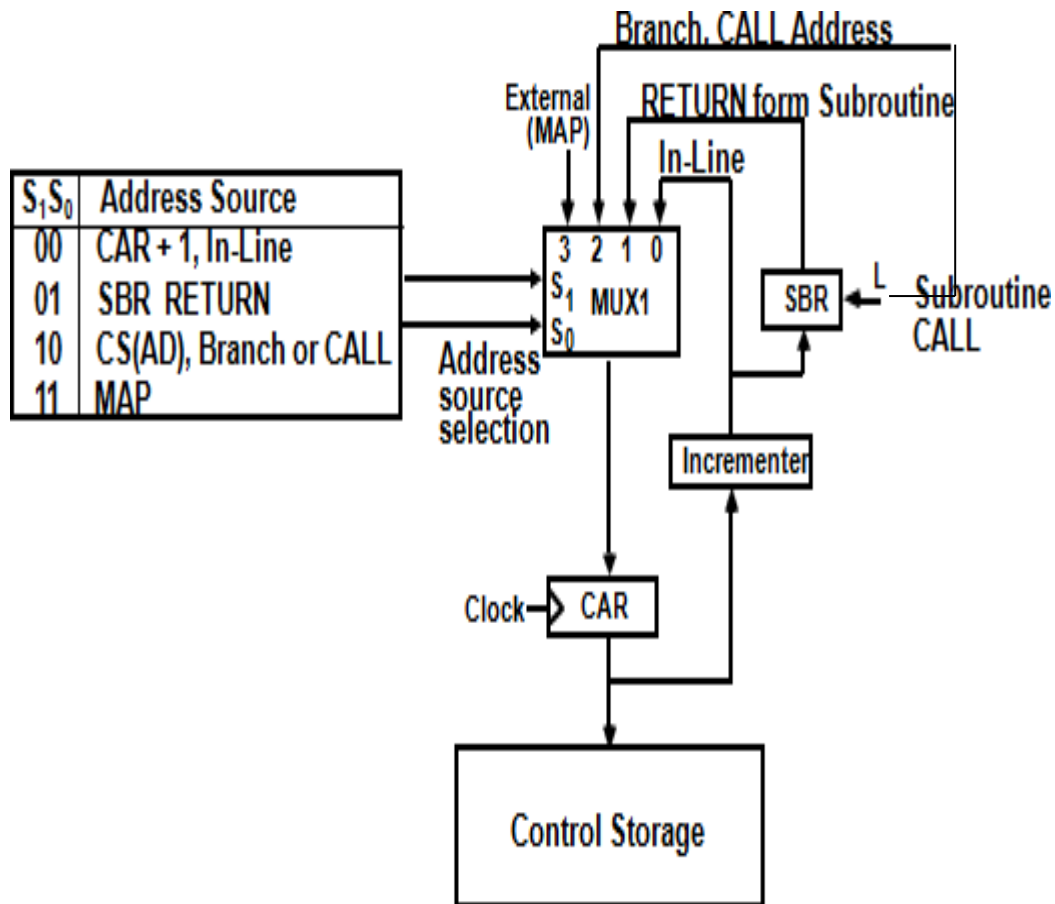 Branch, CALL Address
External
(MAP)
RETURN form Subroutine
In-Line
S₁S₀ Address Source
00 CAR + 1, In-Line
01 SBR RETURN
10 CS(AD), Branch or CALL
11 MAP
3 2 1 0
S₁
MUX1
S₀
Address
source
selection
SBR
L
Subroutine
CALL
Incrementer
Clock
CAR
Control Storage